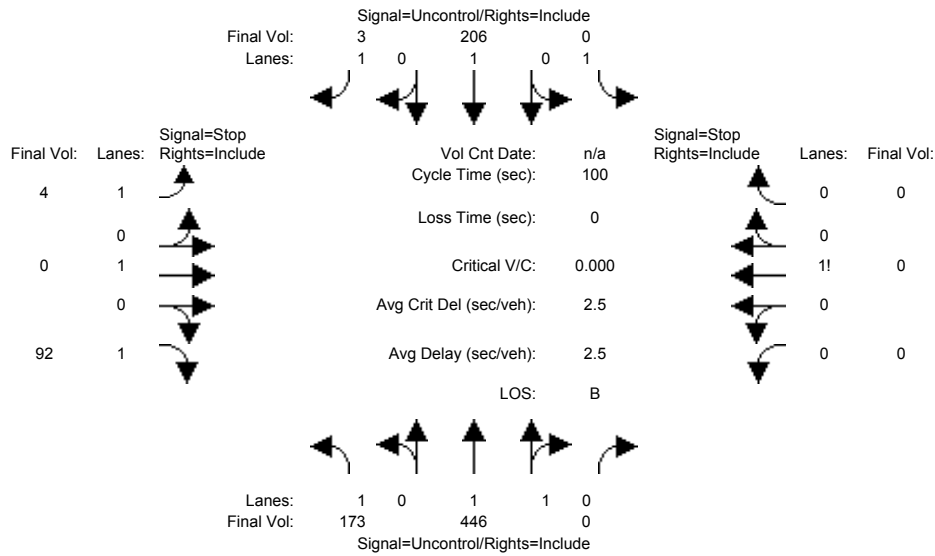 Signal=Uncontrol/Rights=Include
Final Vol: 3 206 0
Lanes: 1 0 1 0 1
Signal=Stop Signal=Stop
Final Vol: Lanes: Rights=Include Vol Cnt Date: n/a Rights=Include Lanes: Final Vol:
Cycle Time (sec): 100
4 1 0 0
Loss Time (sec): 0
0 0
0 1 Critical V/C: 0.000 1! 0
0 Avg Crit Del (sec/veh): 2.5 0
92 1 Avg Delay (sec/veh): 2.5 0 0
LOS: B
Lanes: 1 0 1 1 0
Final Vol: 173 446 0
Signal=Uncontrol/Rights=Include